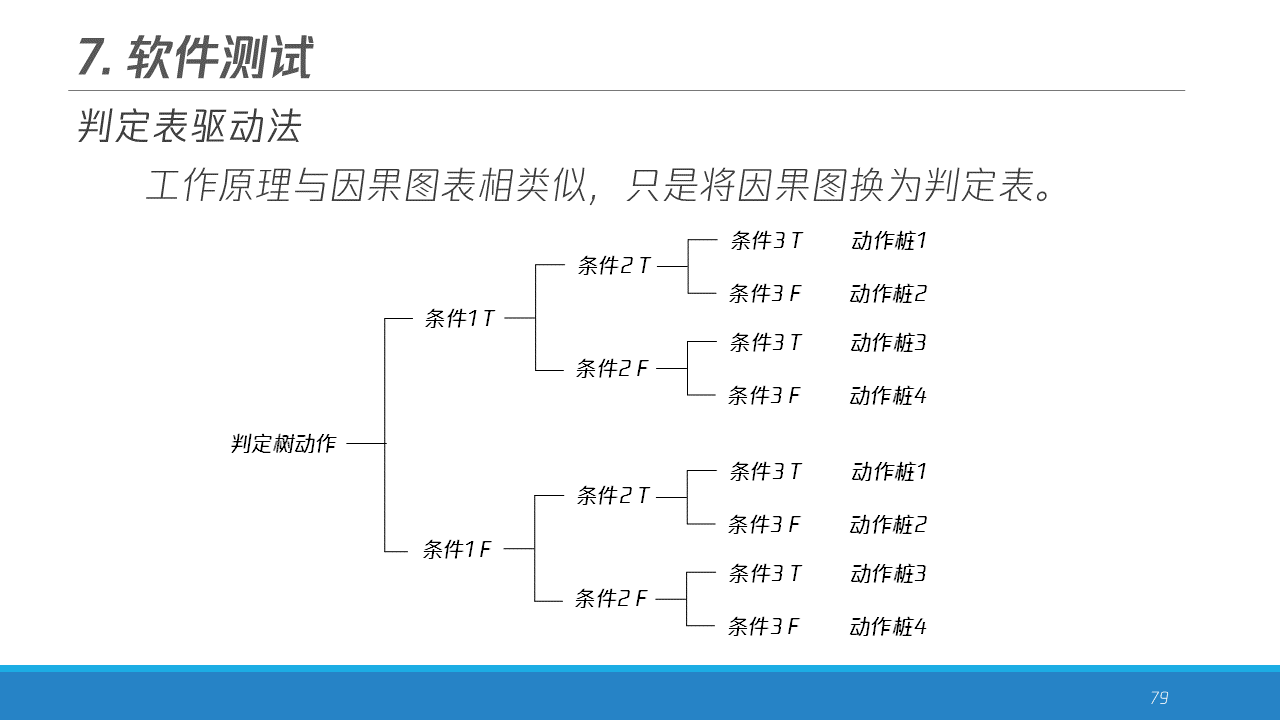 7. 软件测试
判定表驱动法
工作原理与因果图表相类似，只是将因果图换为判定表。
条件3 T 动作桩1
条件2 T
条件3 F 动作桩2
条件1 T
条件3 T 动作桩3
条件2 F
条件3 F 动作桩4
判定树动作
条件3 T 动作桩1
条件2 T
条件3 F 动作桩2
条件1 F
条件3 T 动作桩3
条件2 F
条件3 F 动作桩4
79